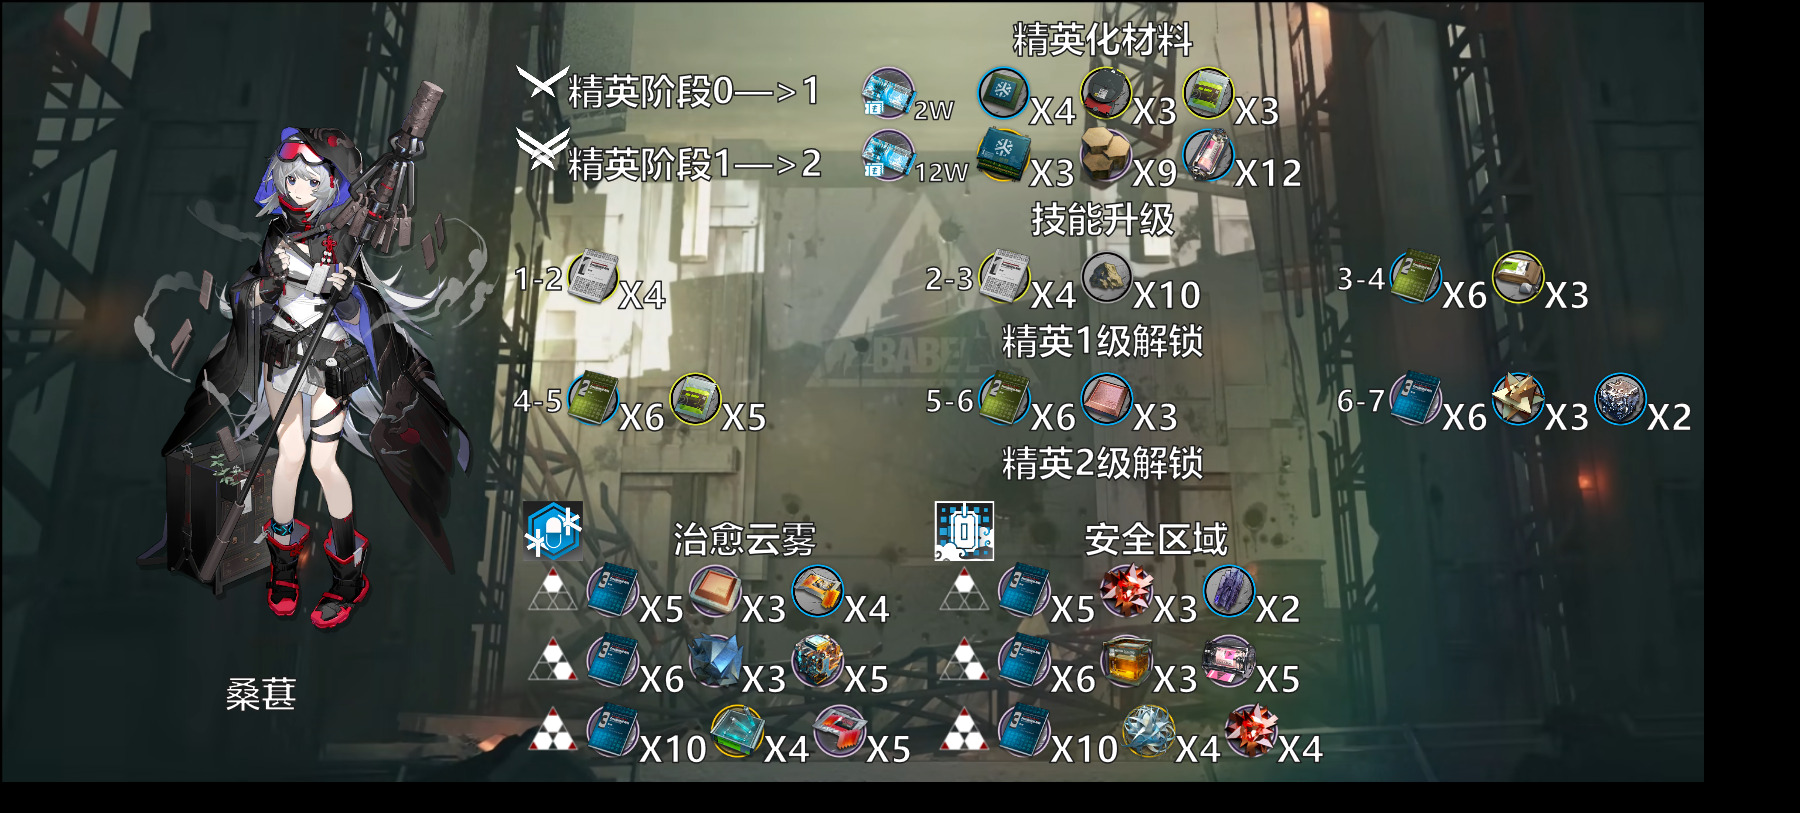 精英化材料
精英阶段0—>1 2W X4 X3 X3
精英阶段1—>2 12W X3 X9 X12
技能升级
1-2 X4 2-3 X4 X10 3-4 X6 X3
精英1级解锁
BABEL
4-5 X6 X5 5-6 X6 X3 6-7 X6 X3 X2
精英2级解锁
治愈云雾 安全区域
X5 X3 X4 X5 X3 X2
X6 X3 X5 X6 X3 X5
桑葚
X10 X4 X5 X10 X4 X4